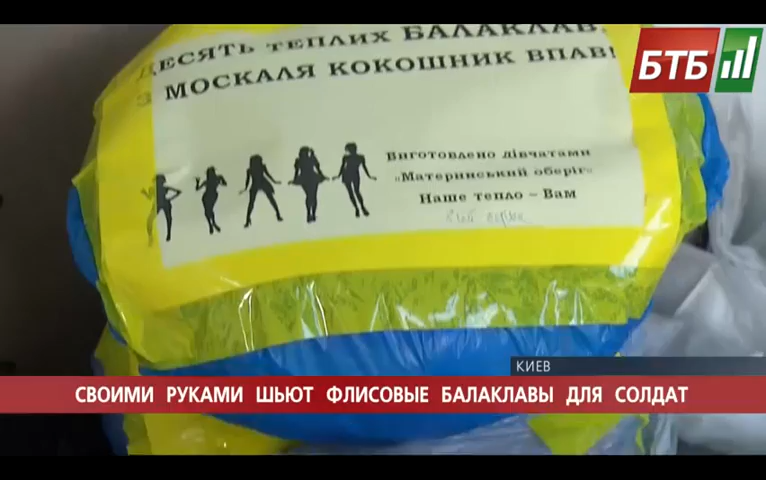 ДЕСЯТЬ ТЕПЛИХ БАЛАКЛАВ,
З МОСКАЛЯ КОКОШНИК ВПАВ!
БТБ
Виготовлено дівчатами
«Материнський оберіг»
Наше тепло – Вам
КИЕВ
СВОИМИ РУКАМИ ШЬЮТ ФЛИСОВЫЕ БАЛАКЛАВЫ ДЛЯ СОЛДАТ